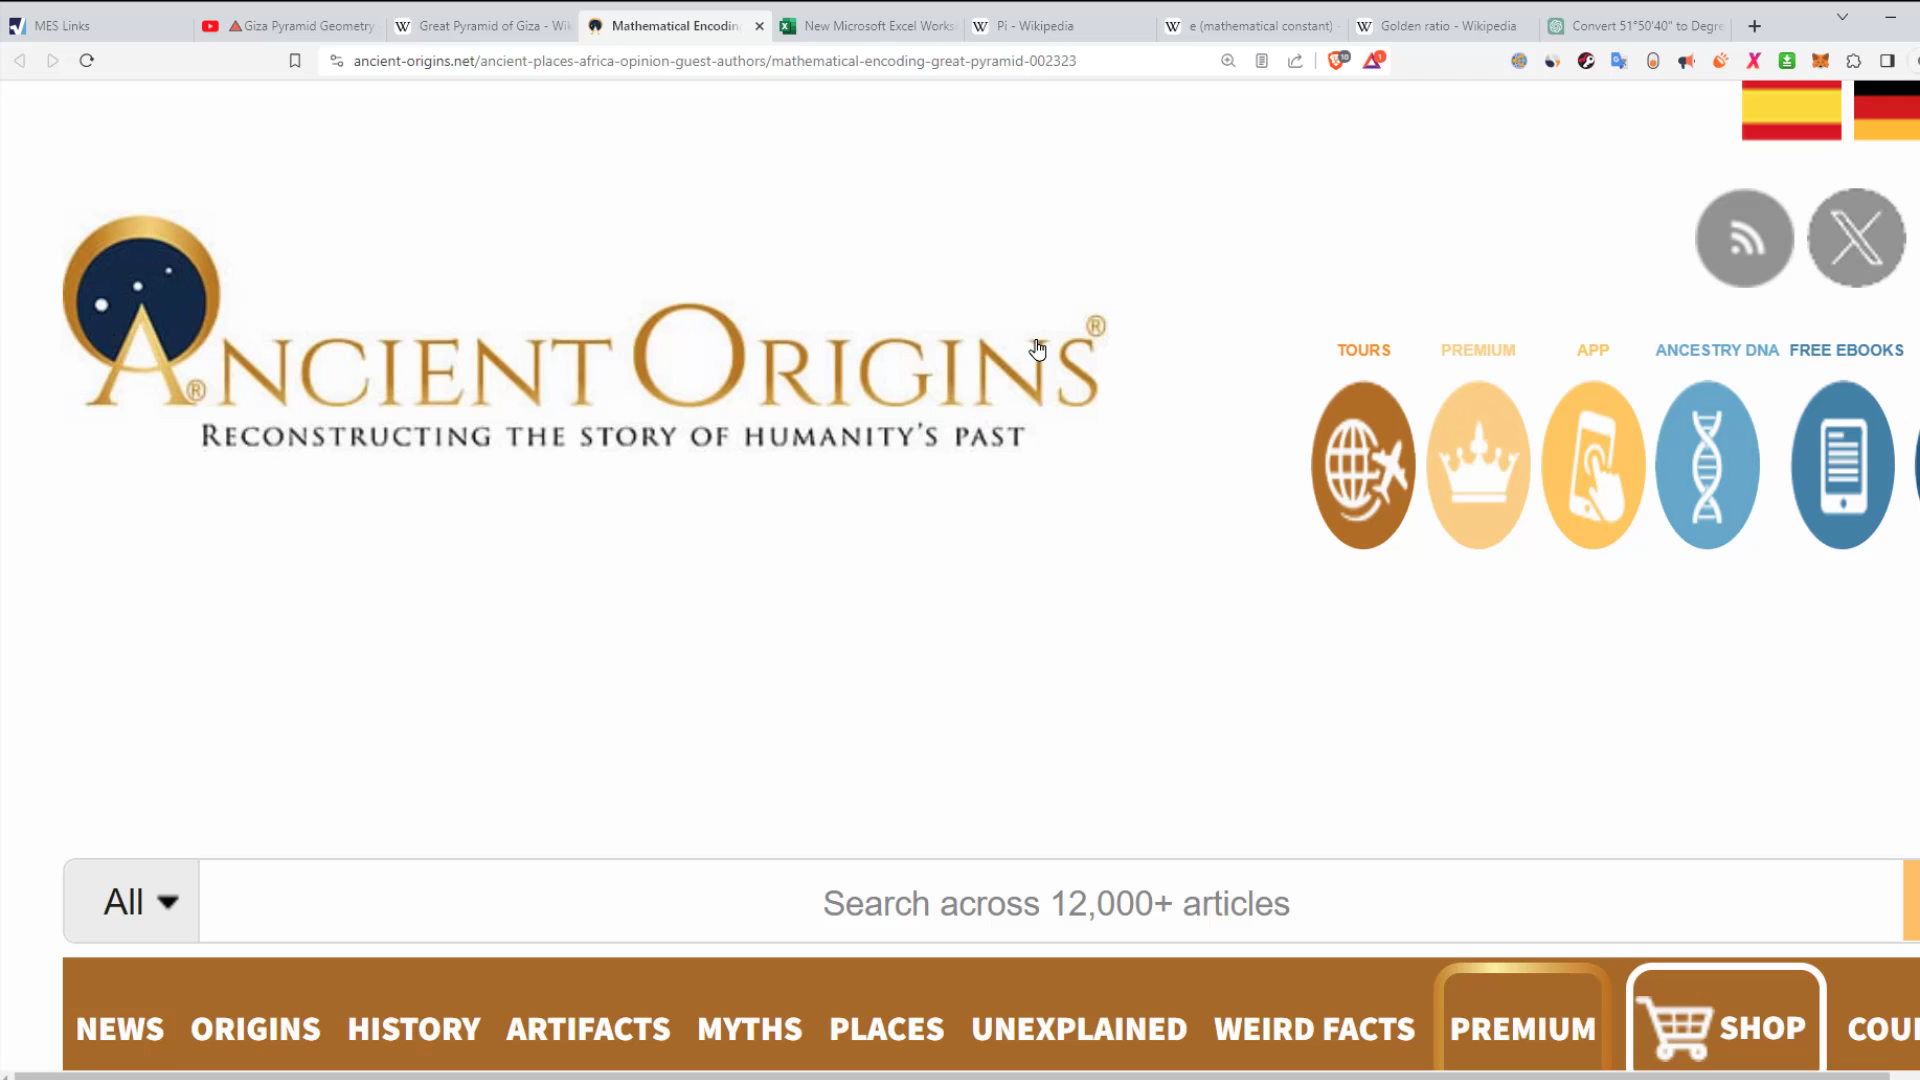 MES Links
Giza Pyramid Geometry
Great Pyramid of Giza - Wik
Mathematical Encodin
New Microsoft Excel Works
Pi - Wikipedia
e (mathematical constant) -
Golden ratio - Wikipedia
Convert 51°50'40" to Degre
ancient-origins.net/ancient-places-africa-opinion-guest-authors/mathematical-encoding-great-pyramid-002323
ANCIENT ORIGINS®
RECONSTRUCTING THE STORY OF HUMANITY'S PAST
TOURS PREMIUM APP ANCESTRY DNA FREE EBOOKS
All Search across 12,000+ articles
NEWS ORIGINS HISTORY ARTIFACTS MYTHS PLACES UNEXPLAINED WEIRD FACTS PREMIUM SHOP COU